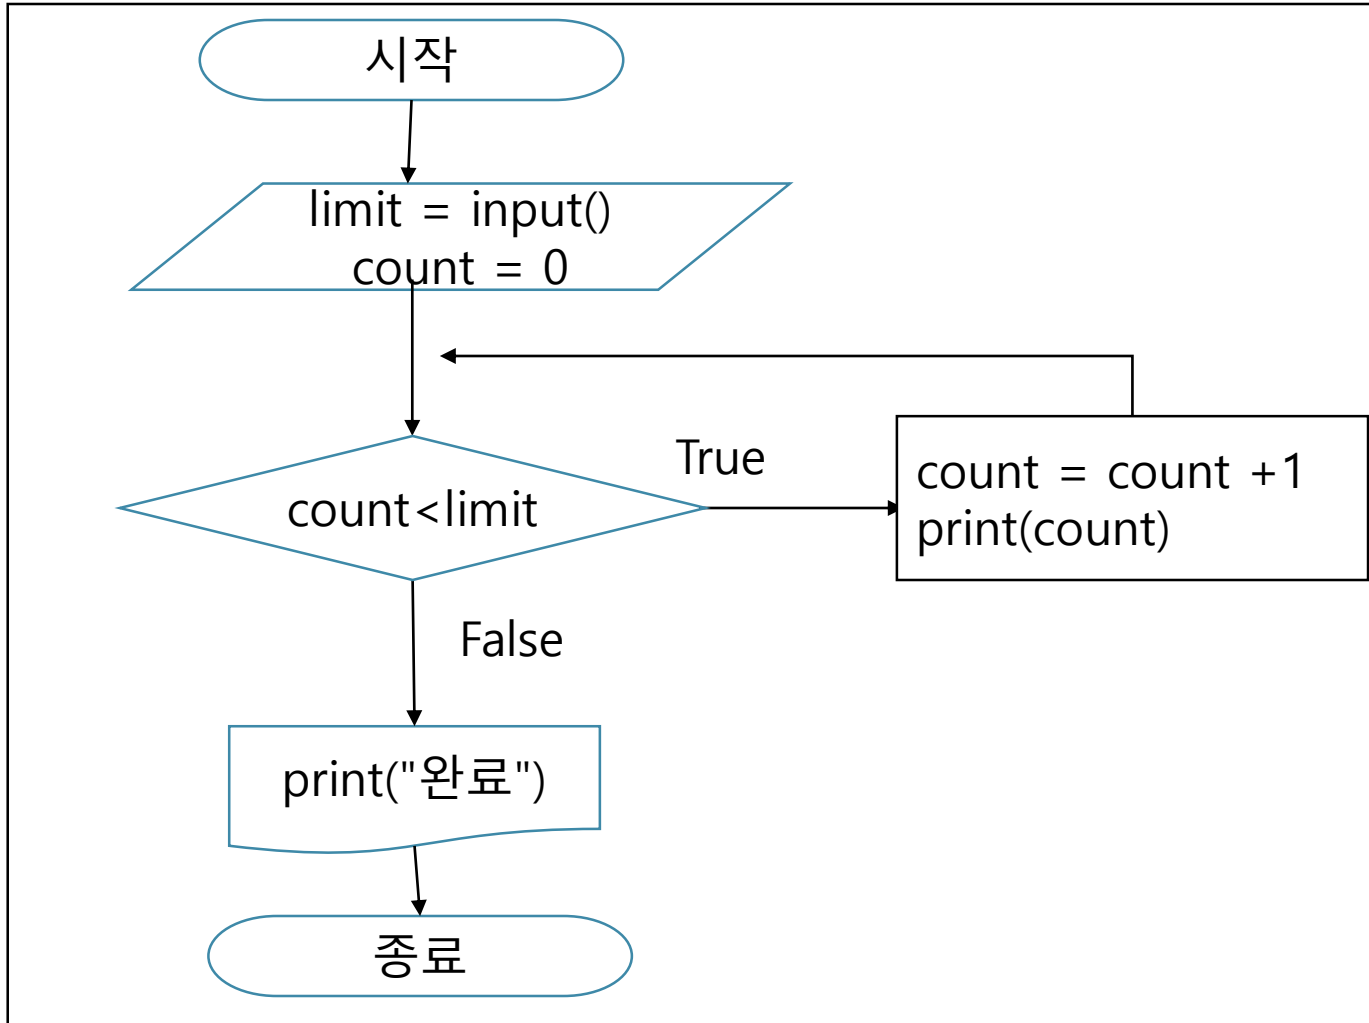 시작
limit = input()
count = 0
True
count<limit
count = count +1
print(count)
False
print("완료")
종료